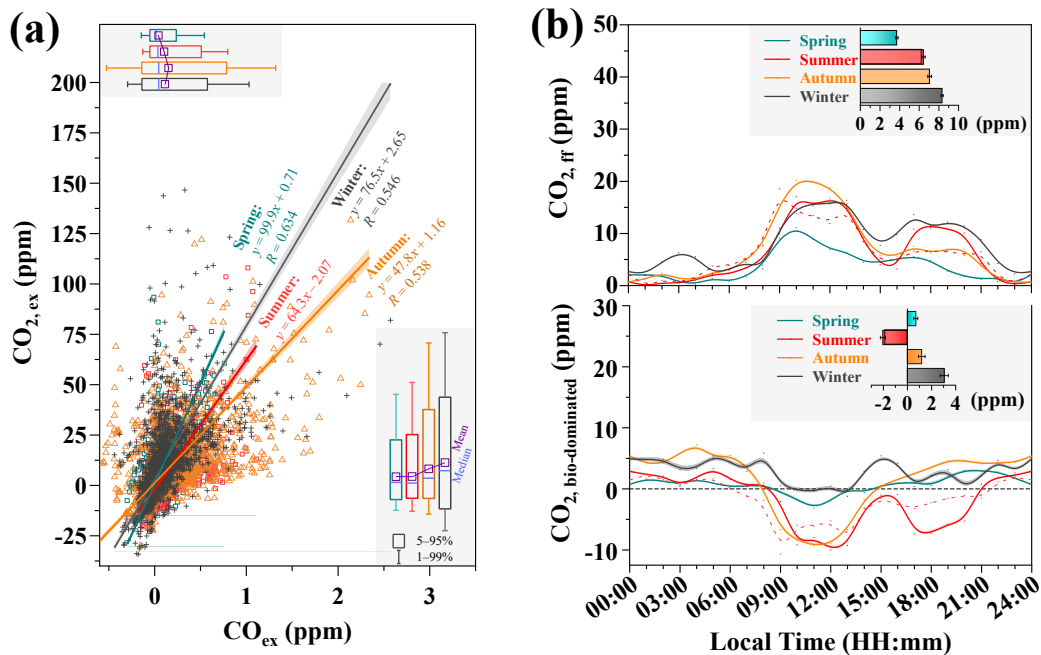 (a)
200
175
150
125
100
75
50
25
0
-25
CO2, ex (ppm)
0
1
2
3
COex (ppm)
Spring:
y = 99.9x + 0.71
R = 0.634
Winter:
y = 76.5x + 2.65
R = 0.546
Summer:
y = 64.3x - 2.07
Autumn:
y = 47.8x + 1.16
R = 0.538
Mean
Median
5–95%
1–99%
(b)
50
40
30
20
10
0
CO2, ff (ppm)
Spring
Summer
Autumn
Winter
0 2 4 6 8 10 (ppm)
30
20
10
0
-10
CO2, bio-dominated (ppm)
Spring
Summer
Autumn
Winter
-2 0 2 4 (ppm)
00:00
03:00
06:00
09:00
12:00
15:00
18:00
21:00
24:00
Local Time (HH:mm)